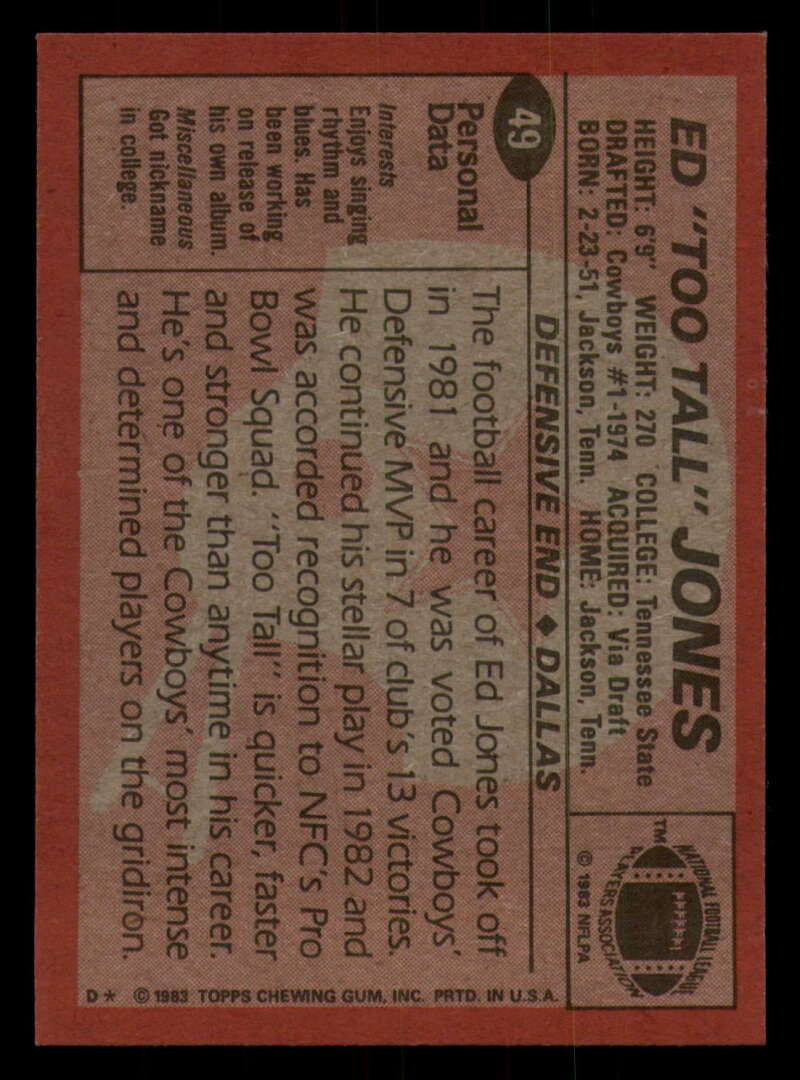 ED "TOO TALL" JONES
HEIGHT: 6'9" WEIGHT: 270 COLLEGE: Tennessee State
DRAFTED: Cowboys #1-1974 ACQUIRED: Via Draft
BORN: 2-23-51, Jackson, Tenn. HOME: Jackson, Tenn.
NATIONAL FOOTBALL LEAGUE
PLAYERS ASSOCIATION
TM
© 1983 NFLPA
49
DEFENSIVE END ♦ DALLAS
Personal
Data
Interests
Enjoys singing
rhythm and
blues. Has
been working
on release of
his own album.
Miscellaneous
Got nickname
in college.
The football career of Ed Jones took off
in 1981 and he was voted Cowboys'
Defensive MVP in 7 of club's 13 victories.
He continued his stellar play in 1982 and
was accorded recognition to NFC's Pro
Bowl Squad. "Too Tall" is quicker, faster
and stronger than anytime in his career.
He's one of the Cowboys' most intense
and determined players on the gridiron.
D* © 1983 TOPPS CHEWING GUM, INC. PRTD. IN U.S.A.